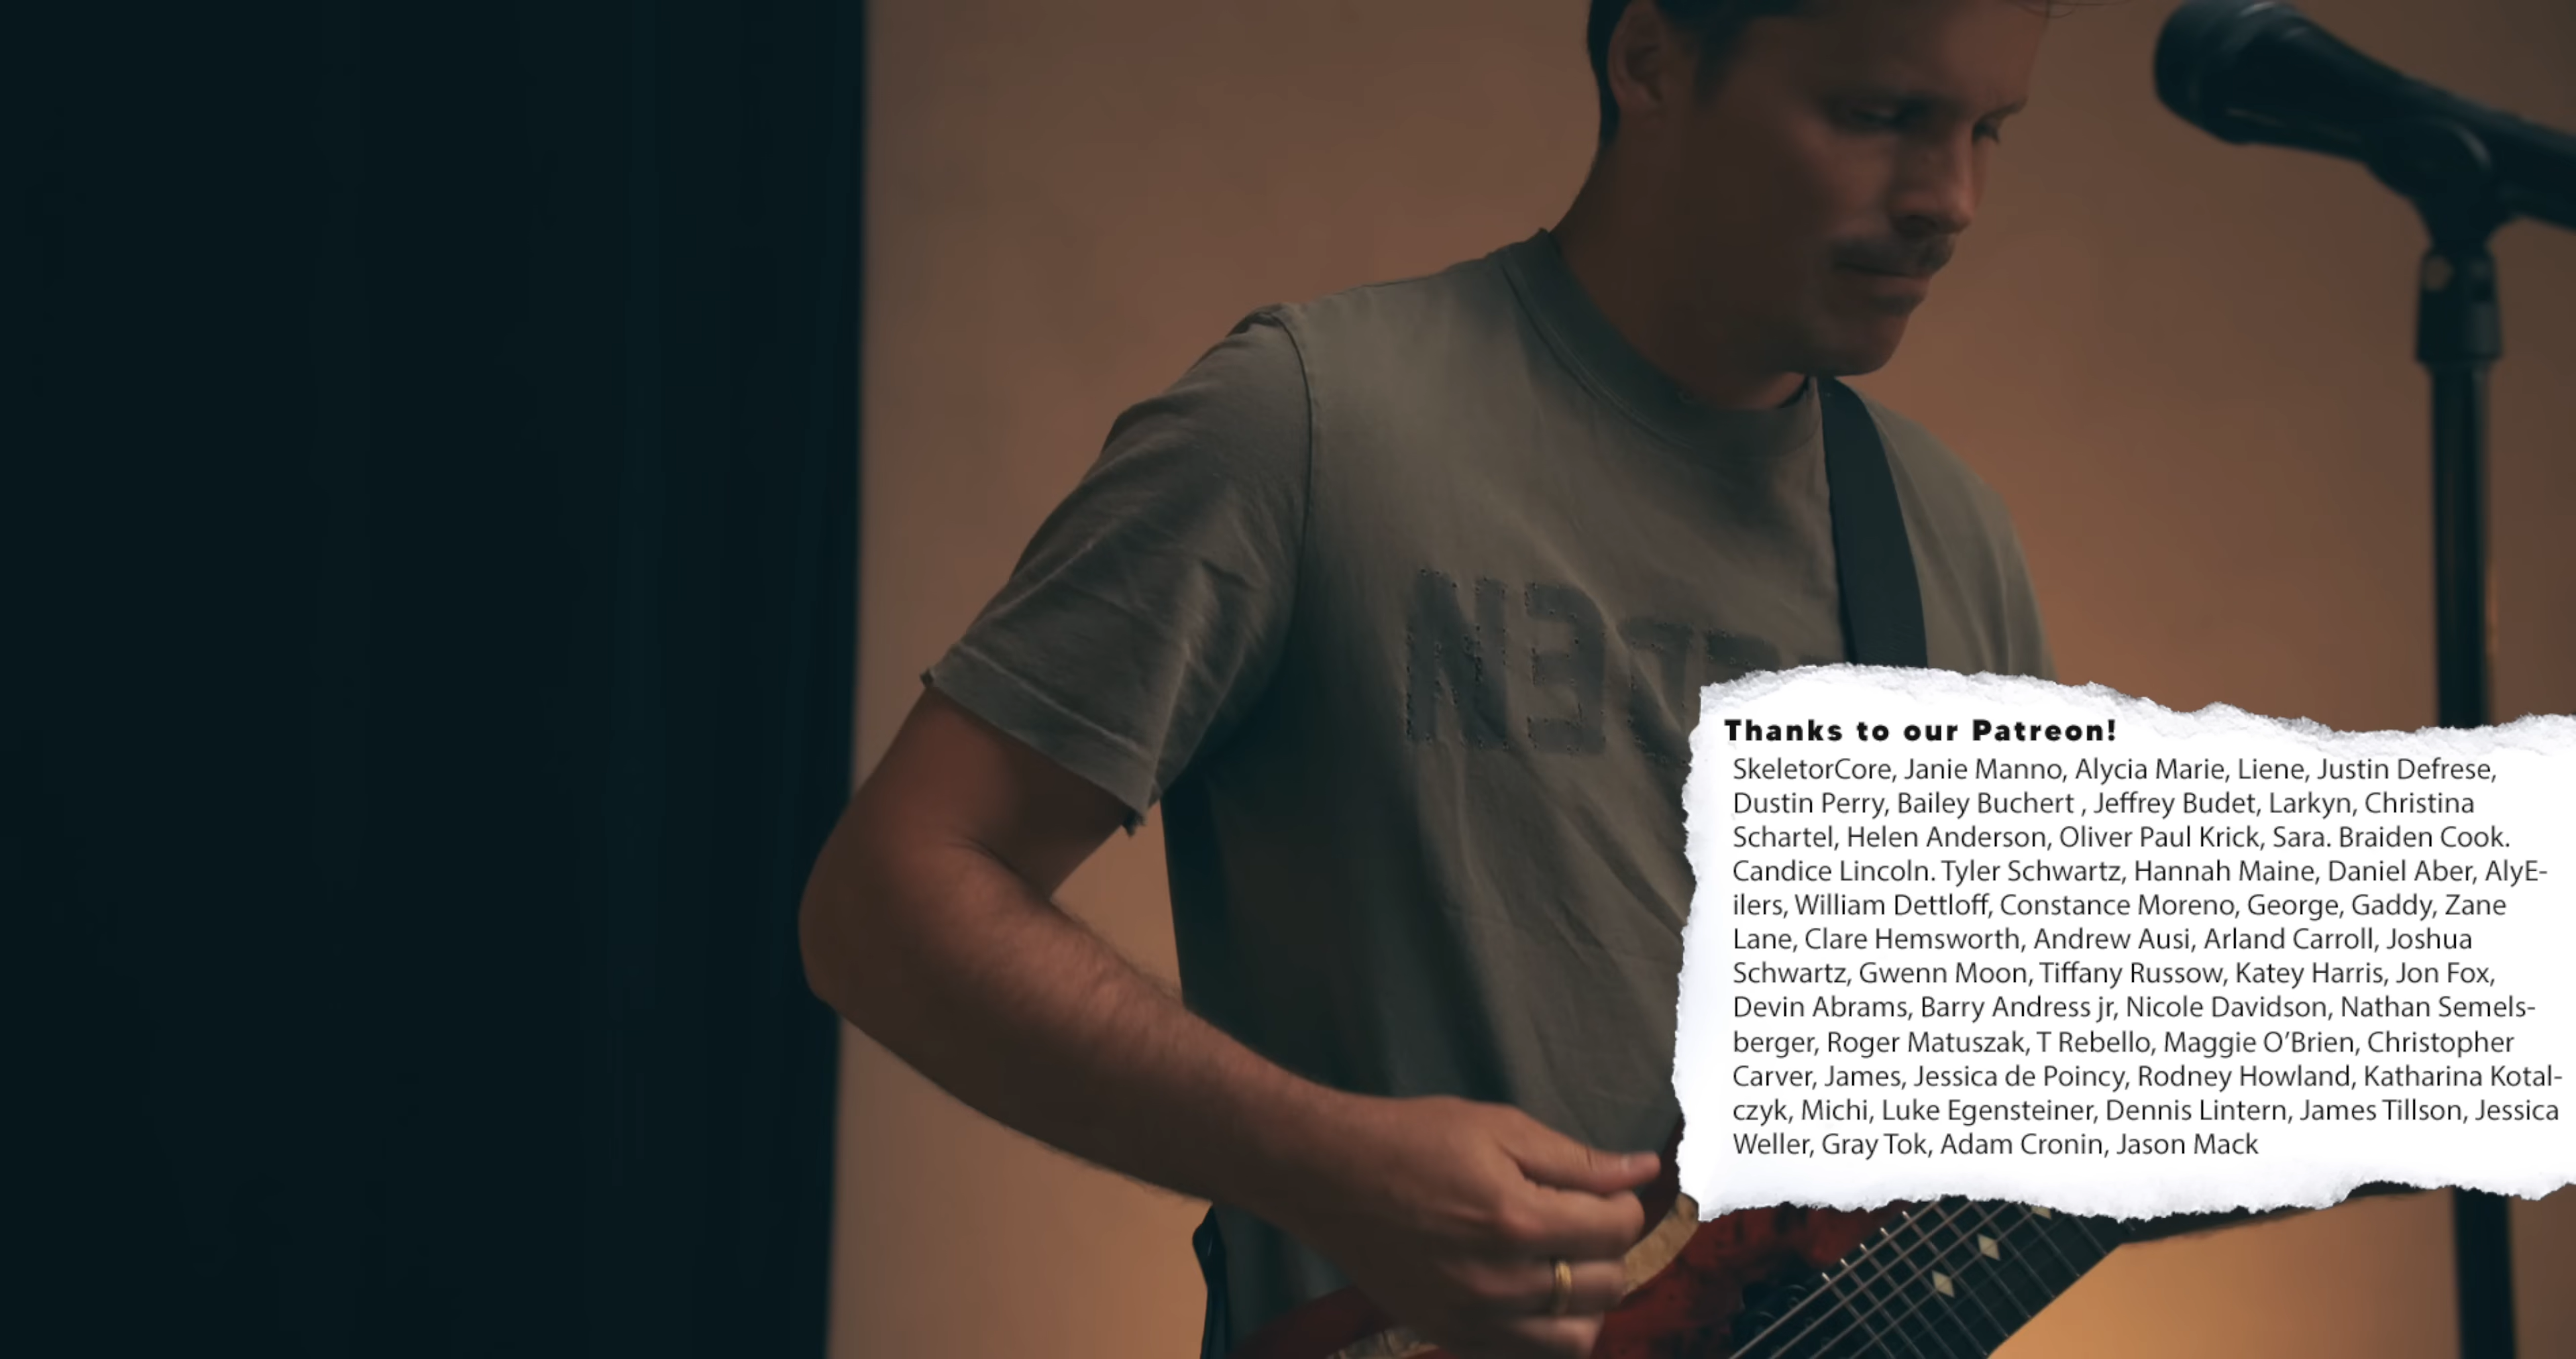 Thanks to our Patreon!
SkeletorCore, Janie Manno, Alycia Marie, Liene, Justin Defrese,
Dustin Perry, Bailey Buchert , Jeffrey Budet, Larkyn, Christina
Schartel, Helen Anderson, Oliver Paul Krick, Sara. Braiden Cook.
Candice Lincoln. Tyler Schwartz, Hannah Maine, Daniel Aber, AlyE-
ilers, William Dettloff, Constance Moreno, George, Gaddy, Zane
Lane, Clare Hemsworth, Andrew Ausi, Arland Carroll, Joshua
Schwartz, Gwenn Moon, Tiffany Russow, Katey Harris, Jon Fox,
Devin Abrams, Barry Andress jr, Nicole Davidson, Nathan Semels-
berger, Roger Matuszak, T Rebello, Maggie O’Brien, Christopher
Carver, James, Jessica de Poincy, Rodney Howland, Katharina Kotal-
czyk, Michi, Luke Egensteiner, Dennis Lintern, James Tillson, Jessica
Weller, Gray Tok, Adam Cronin, Jason Mack